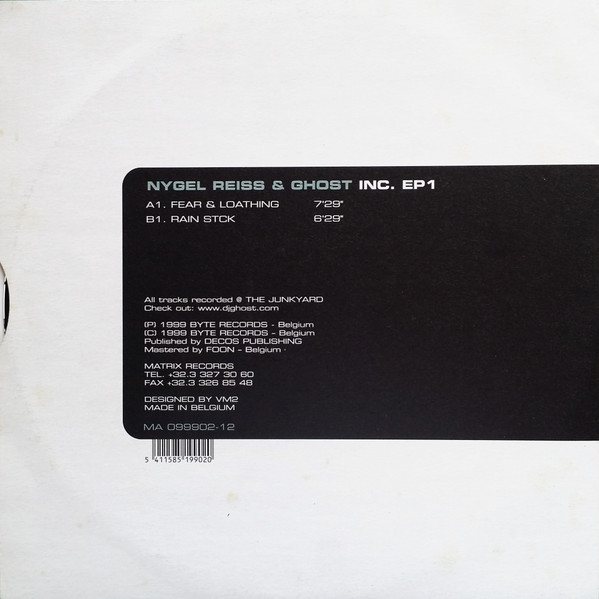 NYGEL REISS & GHOST INC. EP1
A1. FEAR & LOATHING 7'29"
B1. RAIN STCK 6'29"
All tracks recorded @ THE JUNKYARD
Check out: www.djghost.com
(P) 1999 BYTE RECORDS - Belgium
(C) 1999 BYTE RECORDS - Belgium
Published by DECOS PUBLISHING
Mastered by FOON - Belgium -
MATRIX RECORDS
TEL. +32.3 327 30 60
FAX +32.3 326 85 48
DESIGNED BY VM2
MADE IN BELGIUM
MA 099902-12
5 411585 199020